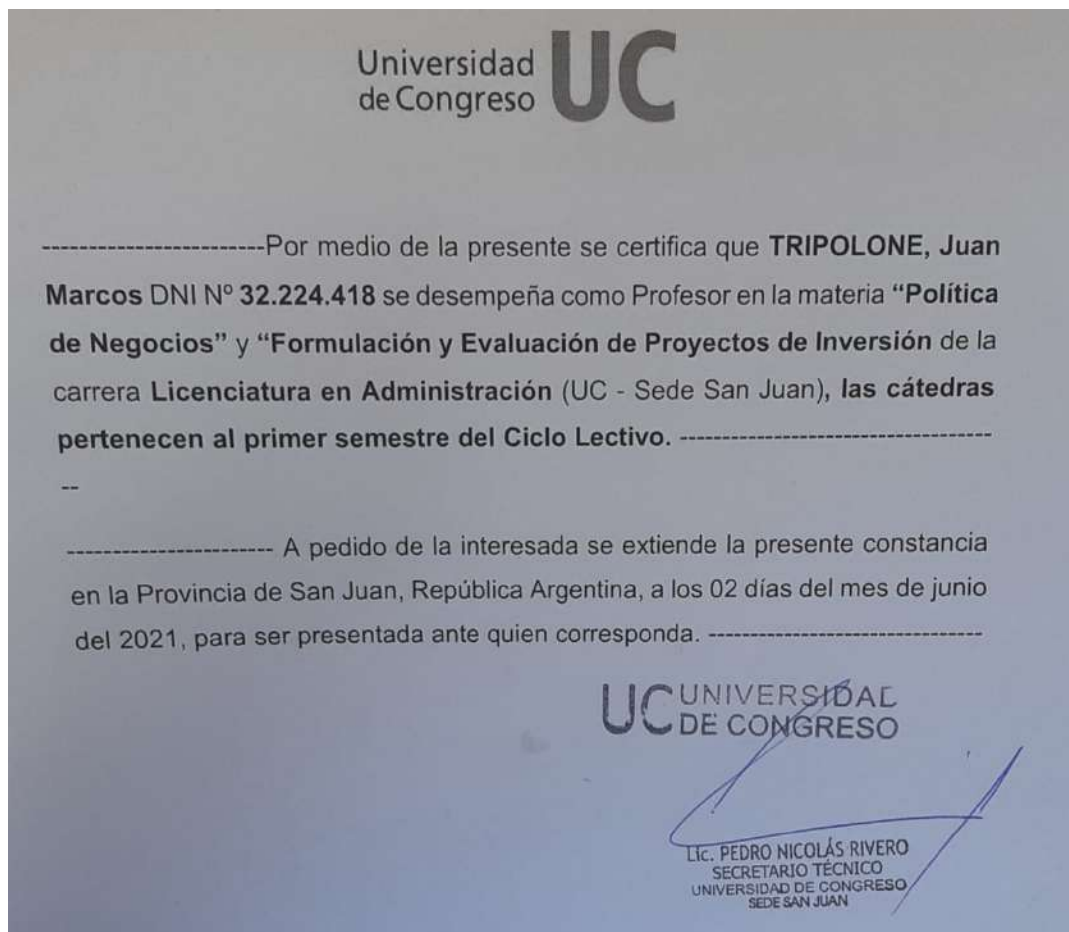 Universidad
de Congreso UC
------------------------Por medio de la presente se certifica que TRIPOLONE, Juan
Marcos DNI Nº 32.224.418 se desempeña como Profesor en la materia “Política
de Negocios” y “Formulación y Evaluación de Proyectos de Inversión de la
carrera Licenciatura en Administración (UC - Sede San Juan), las cátedras
pertenecen al primer semestre del Ciclo Lectivo. -------------------------------------
--
----------------------- A pedido de la interesada se extiende la presente constancia
en la Provincia de San Juan, República Argentina, a los 02 días del mes de junio
del 2021, para ser presentada ante quien corresponda. --------------------------------
UC UNIVERSIDAD
DE CONGRESO
Lic. PEDRO NICOLÁS RIVERO
SECRETARIO TÉCNICO
UNIVERSIDAD DE CONGRESO
SEDE SAN JUAN